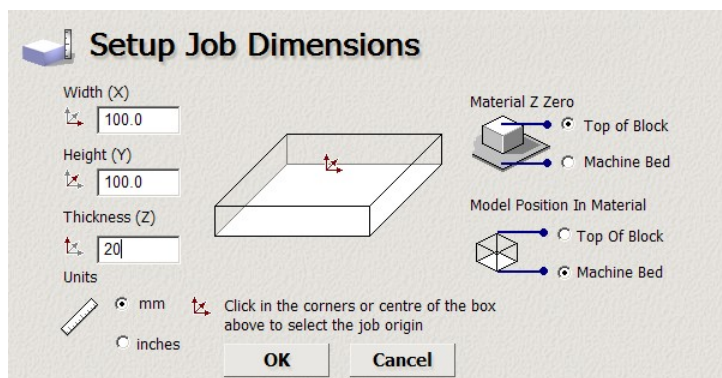 Setup Job Dimensions
Width (X)
100.0
Height (Y)
100.0
Thickness (Z)
20
Units
mm
inches
Click in the corners or centre of the box
above to select the job origin
OK
Cancel
Material Z Zero
Top of Block
Machine Bed
Model Position In Material
Top Of Block
Machine Bed